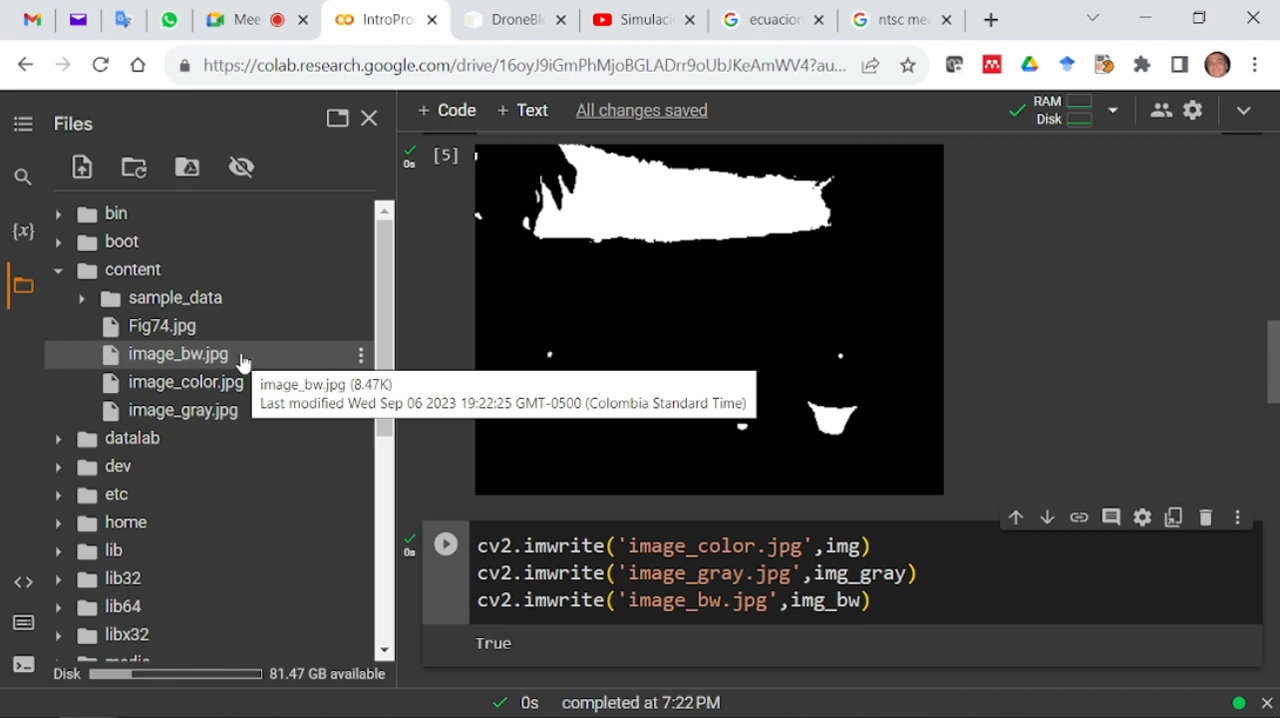 Mee
IntroPro
DroneBl
Simulaci
ecuacion
ntsc me
https://colab.research.google.com/drive/16oyJ9iGmPhMjoBGLADrr9oUbJKeAmWV4?au...
Files
+ Code + Text All changes saved
RAM
Disk
[5]
0s
{x}
bin
boot
content
sample_data
Fig74.jpg
image_bw.jpg
image_bw.jpg (8.47K)
Last modified Wed Sep 06 2023 19:22:25 GMT-0500 (Colombia Standard Time)
image_color.jpg
image_gray.jpg
datalab
dev
etc
home
lib
lib32
lib64
libx32
Disk 81.47 GB available
0s
cv2.imwrite('image_color.jpg',img)
cv2.imwrite('image_gray.jpg',img_gray)
cv2.imwrite('image_bw.jpg',img_bw)
True
0s completed at 7:22 PM